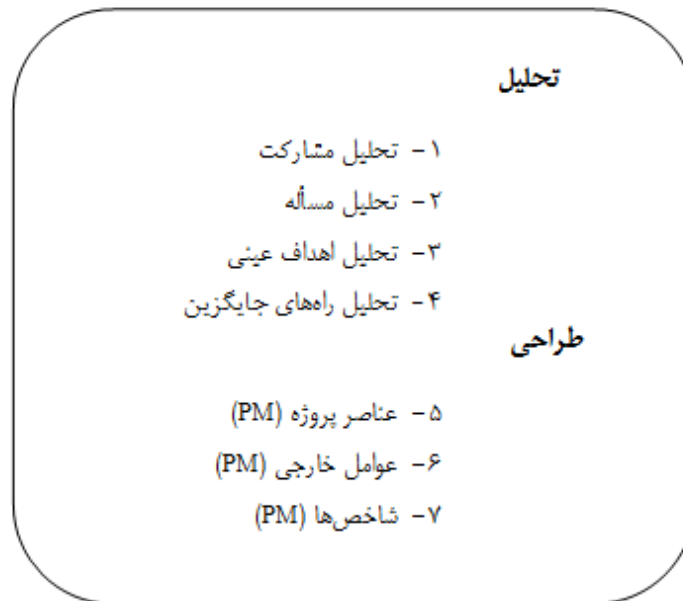 تحلیل
۱- تحلیل مشارکت
۲- تحلیل مسأله
۳- تحلیل اهداف عینی
۴- تحلیل راه‌های جایگزین
طراحی
۵- عناصر پروژه (PM)
۶- عوامل خارجی (PM)
۷- شاخص‌ها (PM)